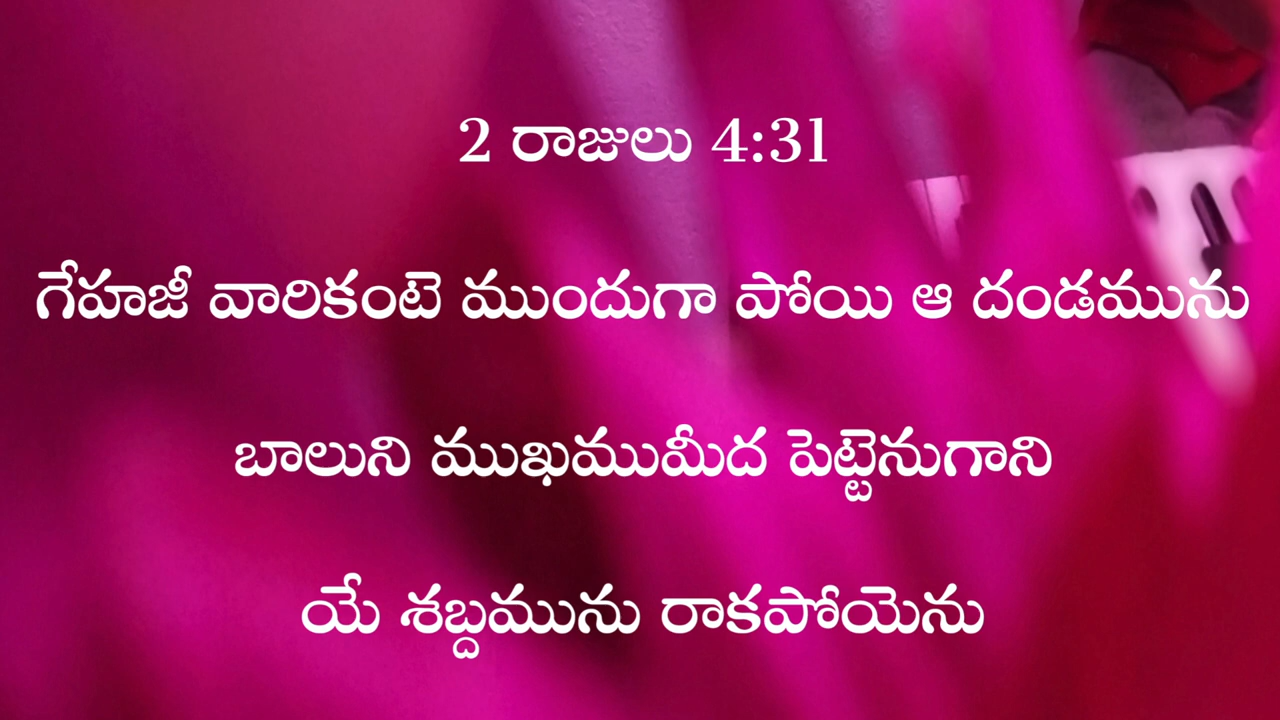 2 రాజులు 4:31
గేహజీ వారికంటె ముందుగా పోయి ఆ దండమును
బాలుని ముఖముమీద పెట్టెనుగాని
యే శబ్దమును రాకపోయెను